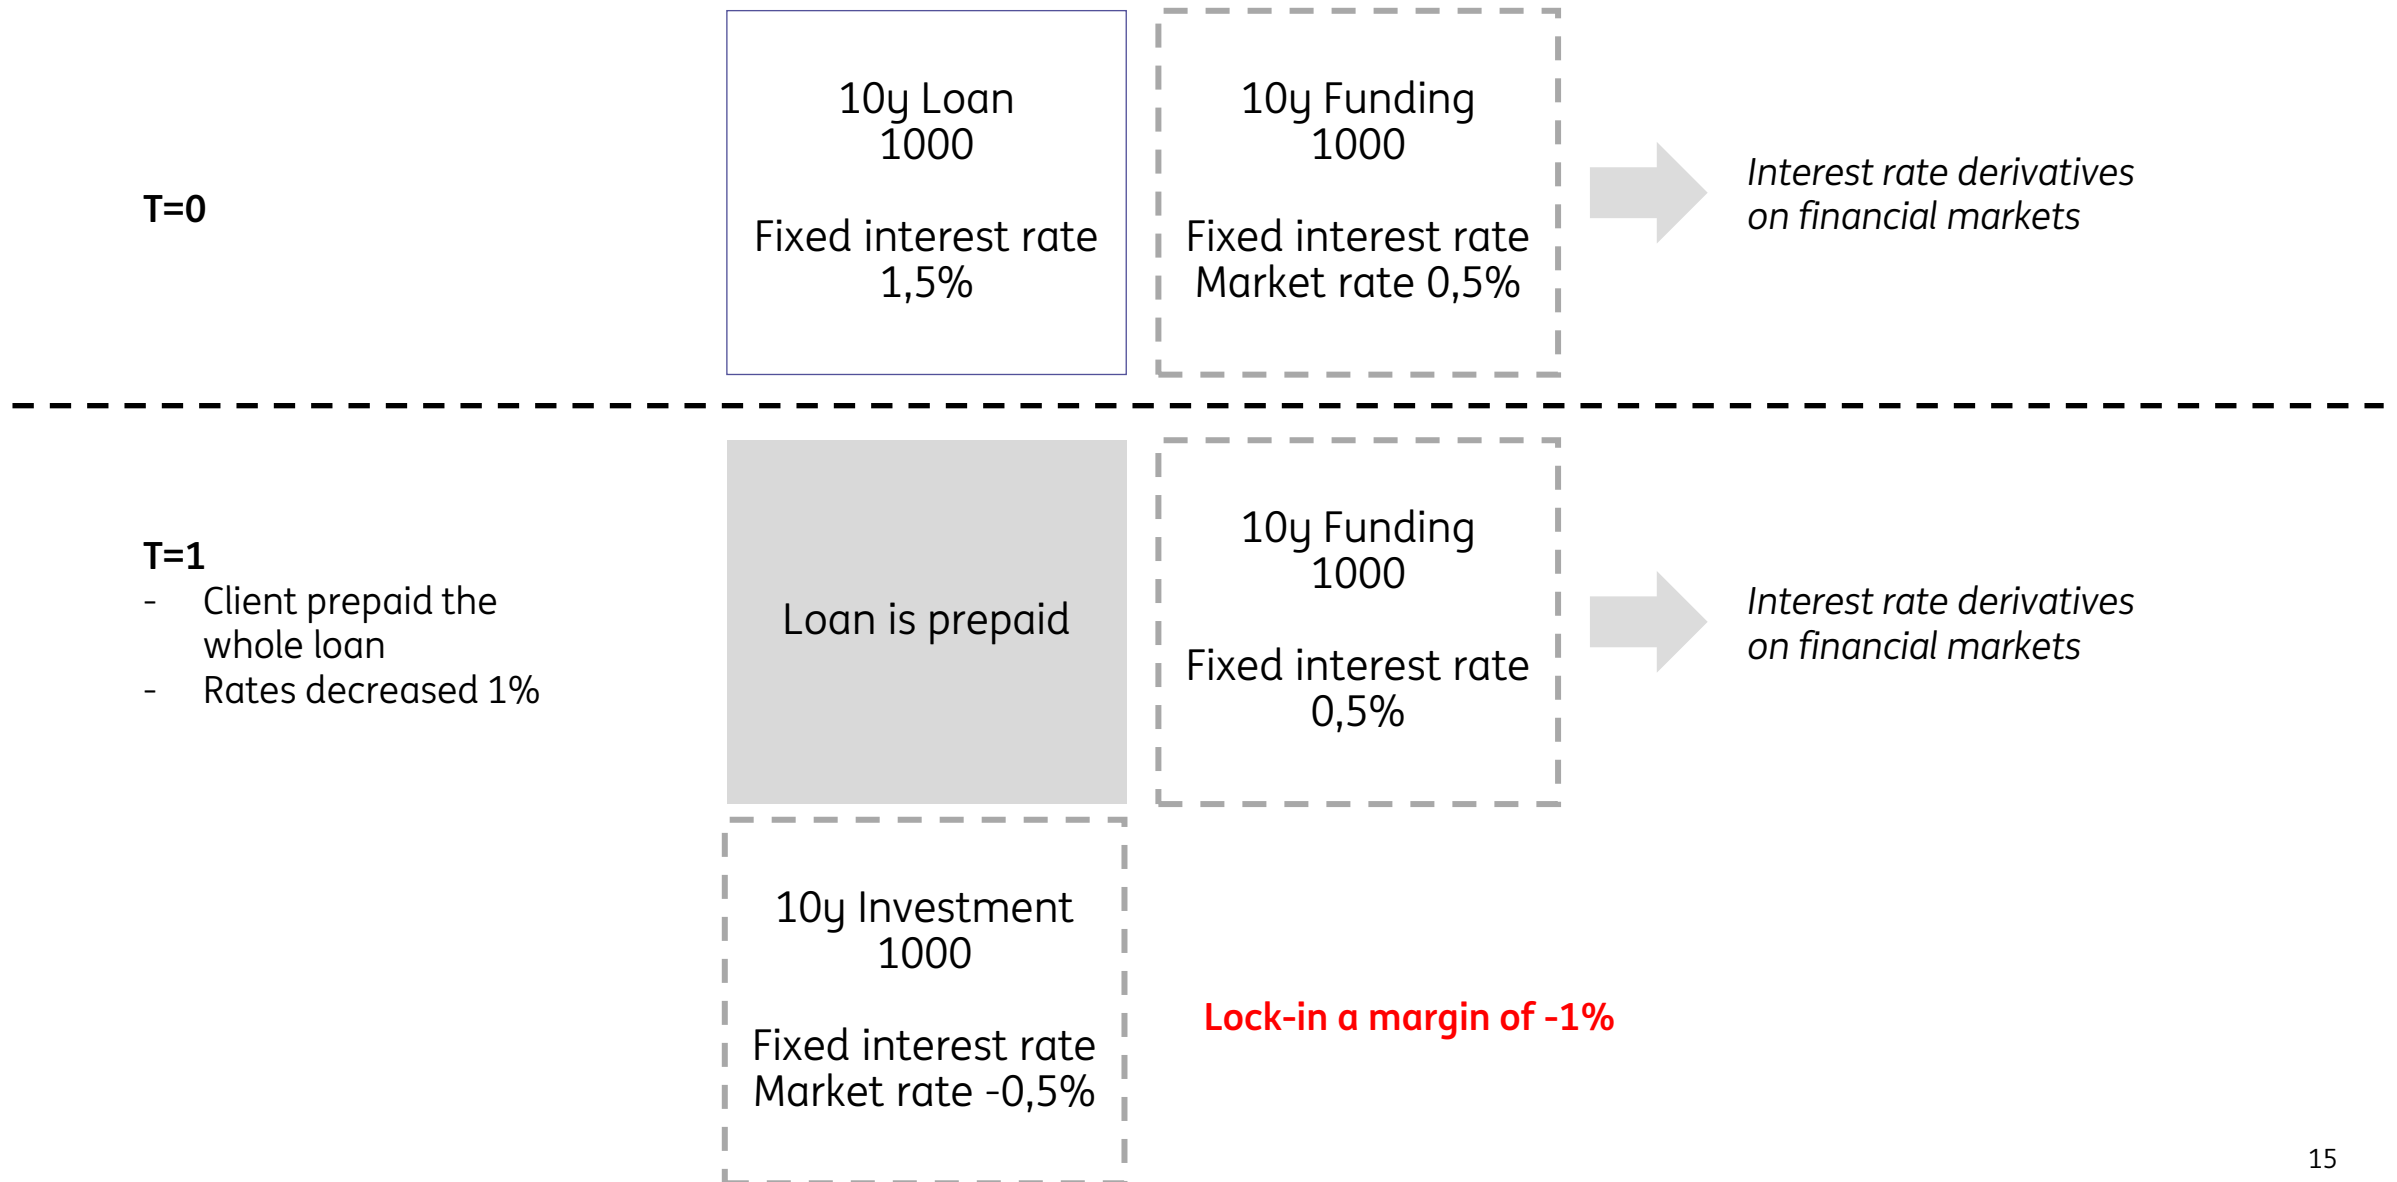 T=0
10y Loan
1000
Fixed interest rate
1,5%
10y Funding
1000
Fixed interest rate
Market rate 0,5%
Interest rate derivatives
on financial markets
T=1
- Client prepaid the
whole loan
- Rates decreased 1%
Loan is prepaid
10y Funding
1000
Fixed interest rate
0,5%
Interest rate derivatives
on financial markets
10y Investment
1000
Fixed interest rate
Market rate -0,5%
Lock-in a margin of -1%
15